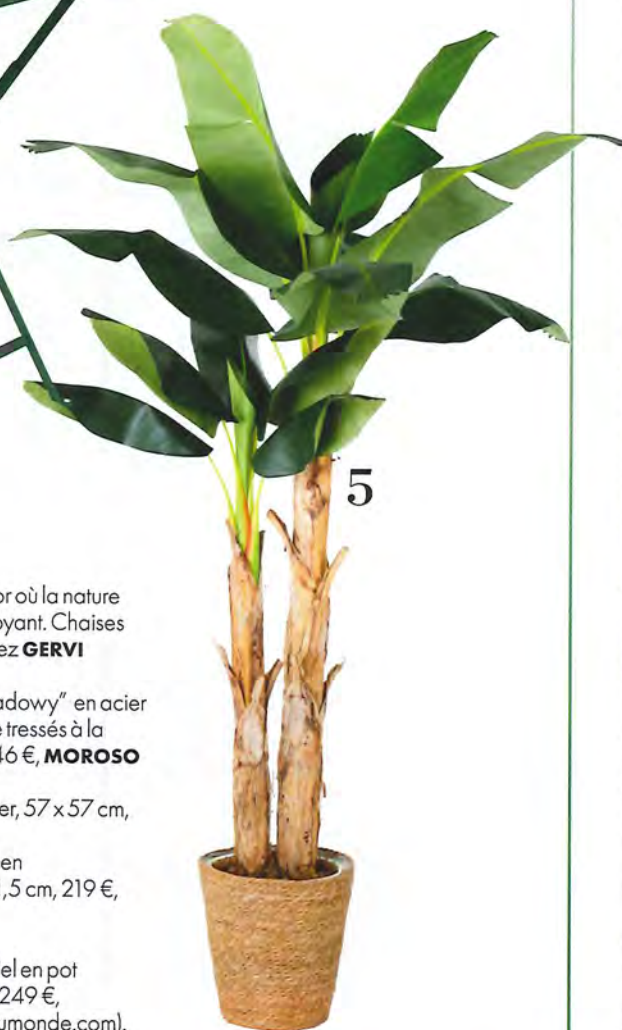 5
or où la nature
oyant. Chaises
ez GERVI
adowy” en acier
e tressés à la
46 €, MOROSO
er, 57 x 57 cm,
en
,5 cm, 219 €,
el en pot
249 €,
umonde.com).